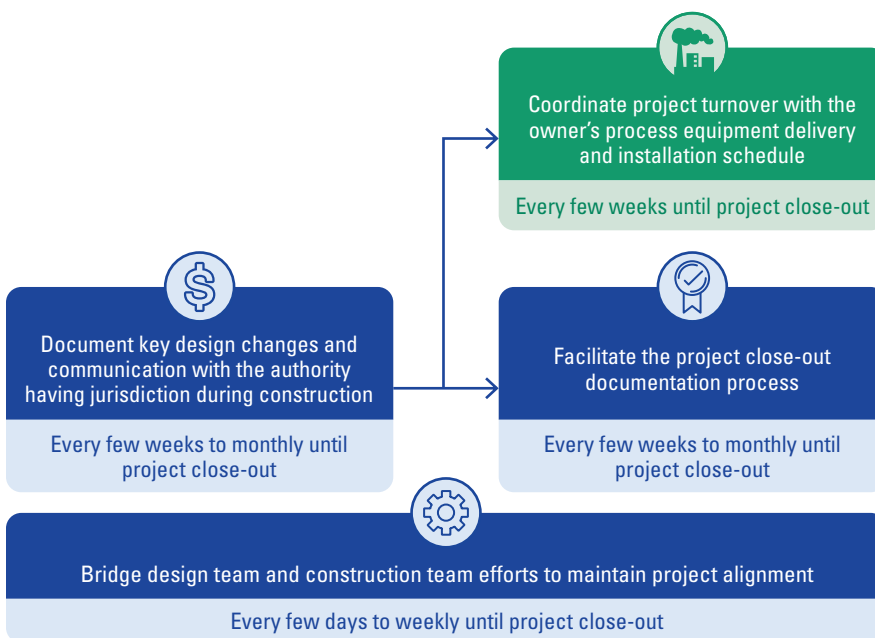 Coordinate project turnover with the
owner's process equipment delivery
and installation schedule
Every few weeks until project close-out
Document key design changes and
communication with the authority
having jurisdiction during construction
Every few weeks to monthly until
project close-out
Facilitate the project close-out
documentation process
Every few weeks to monthly until
project close-out
Bridge design team and construction team efforts to maintain project alignment
Every few days to weekly until project close-out